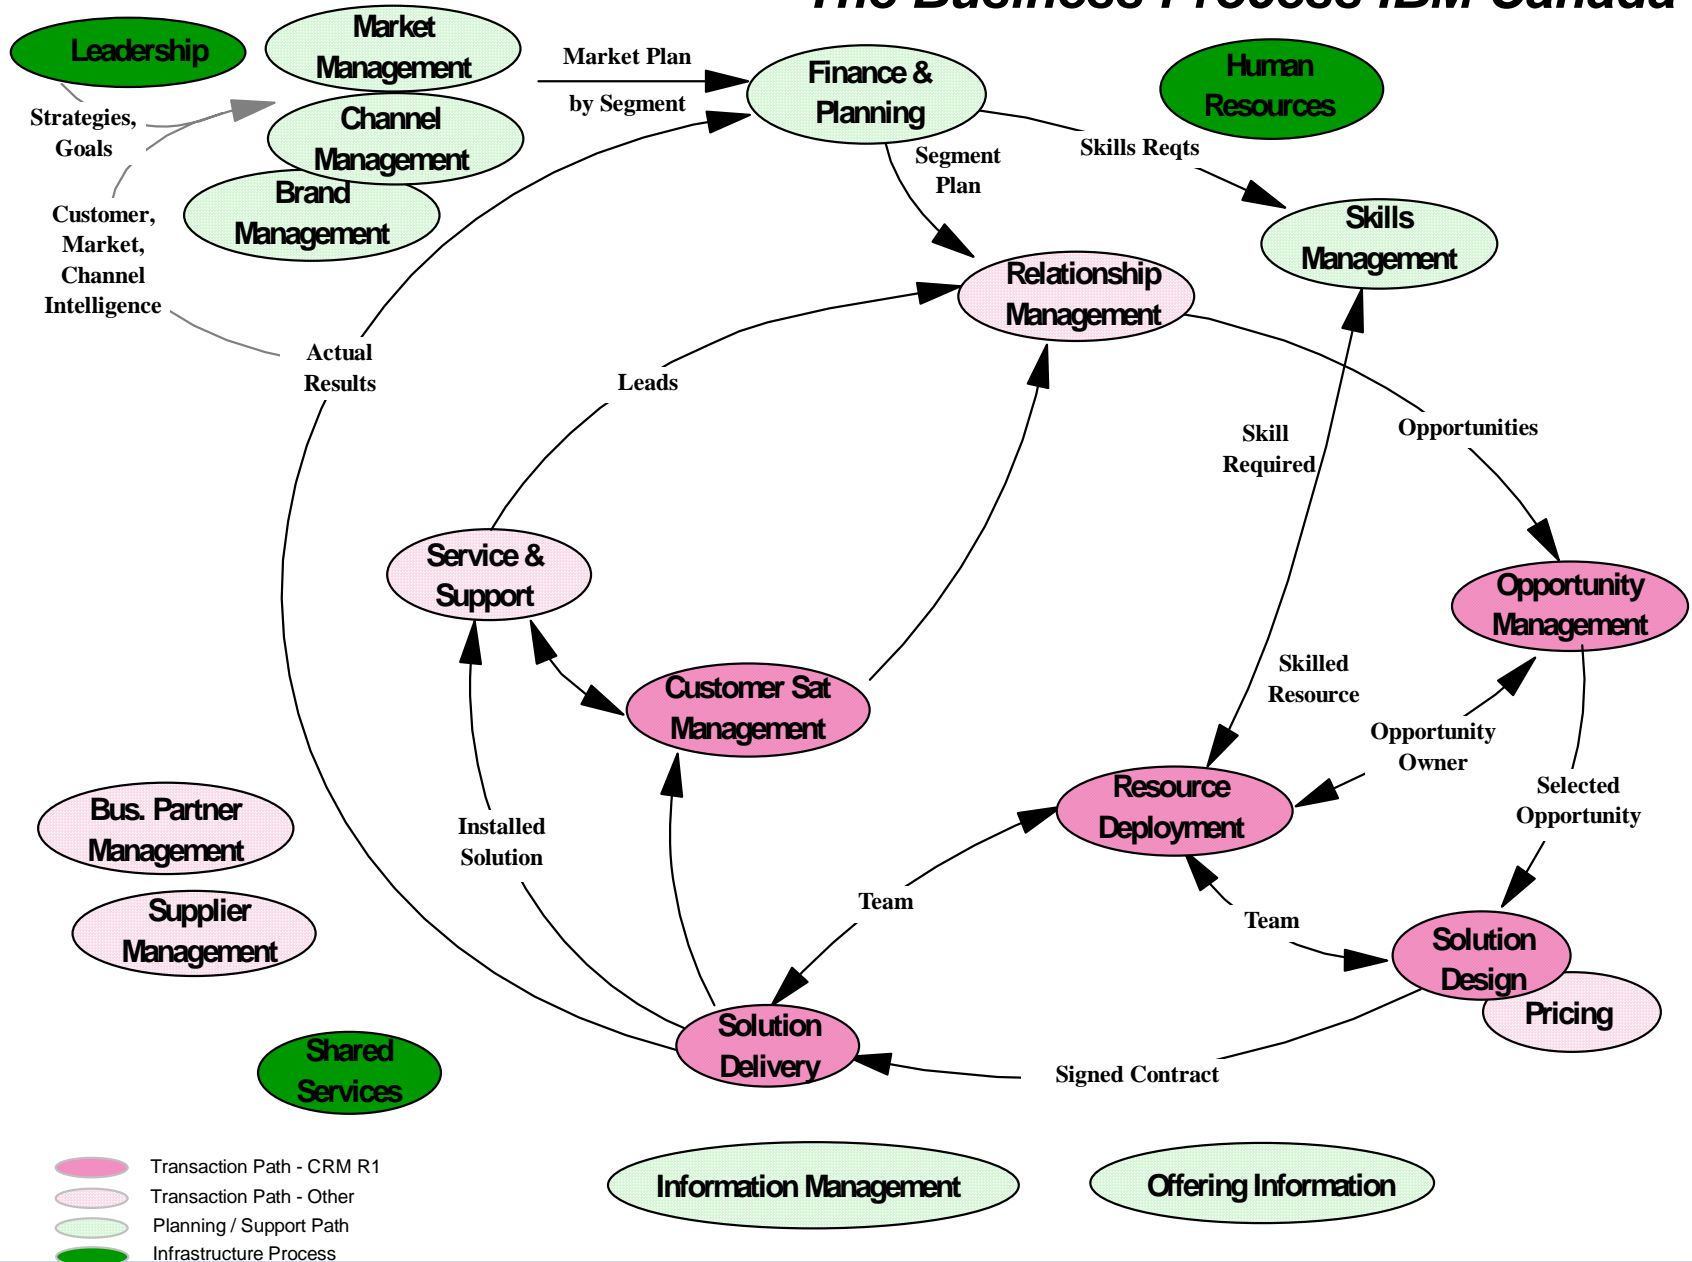 The Business Process IBM Canada
Leadership
Market
Management
Channel
Management
Brand
Management
Strategies,
Goals
Customer,
Market,
Channel
Intelligence
Market Plan
by Segment
Finance &
Planning
Human
Resources
Segment
Plan
Skills Reqts
Skills
Management
Relationship
Management
Actual
Results
Leads
Skill
Required
Opportunities
Service &
Support
Opportunity
Management
Customer Sat
Management
Skilled
Resource
Opportunity
Owner
Resource
Deployment
Selected
Opportunity
Bus. Partner
Management
Installed
Solution
Supplier
Management
Team
Team
Solution
Design
Pricing
Solution
Delivery
Signed Contract
Shared
Services
Transaction Path - CRM R1
Transaction Path - Other
Planning / Support Path
Infrastructure Process
Information Management
Offering Information